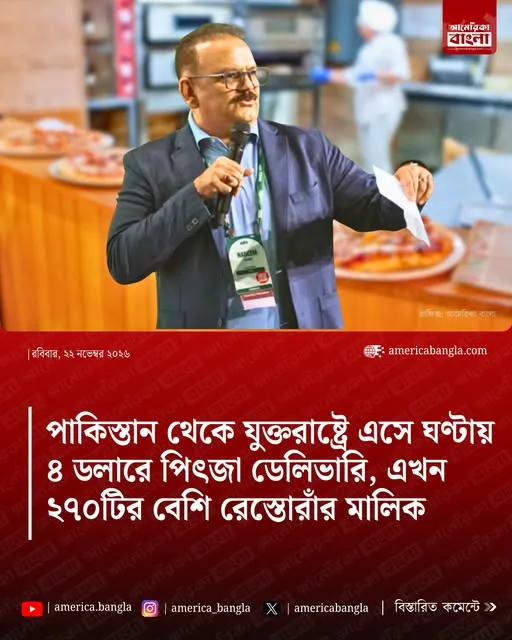 আমেরিকা
বাংলা
গ্রাফিক্স: আমেরিকা বাংলা
|রবিবার, ২২ নভেম্বর ২০২৬
americabangla.com
পাকিস্তান থেকে যুক্তরাষ্ট্রে এসে ঘণ্টায়
৪ ডলারে পিৎজা ডেলিভারি, এখন
২৭০টির বেশি রেস্তোরাঁর মালিক
| america.bangla
| america_bangla
| americabangla
| বিস্তারিত কমেন্টে »